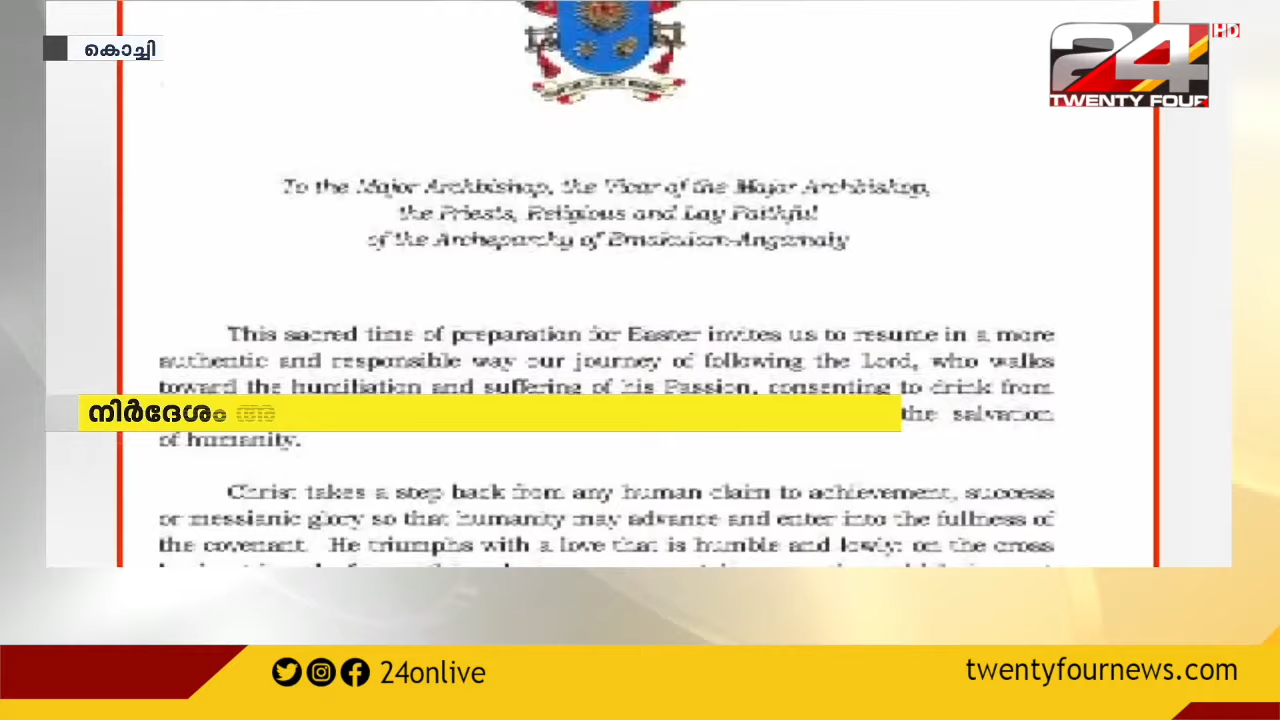 കൊച്ചി
24
HD
TWENTY FOUR
To the Major Archbishop, the Vicar of the Major Archbishop,
the Priests, Religious and Lay Faithful
of the Archeparchy of Ernakulam-Angamaly
This sacred time of preparation for Easter invites us to resume in a more
authentic and responsible way our journey of following the Lord, who walks
toward the humiliation and suffering of his Passion, consenting to drink from
നിർദേശം
the salvation
of humanity.
Christ takes a step back from any human claim to achievement, success
or messianic glory so that humanity may advance and enter into the fullness of
the covenant. He triumphs with a love that is humble and lowly: on the cross
24onlive
twentyfournews.com